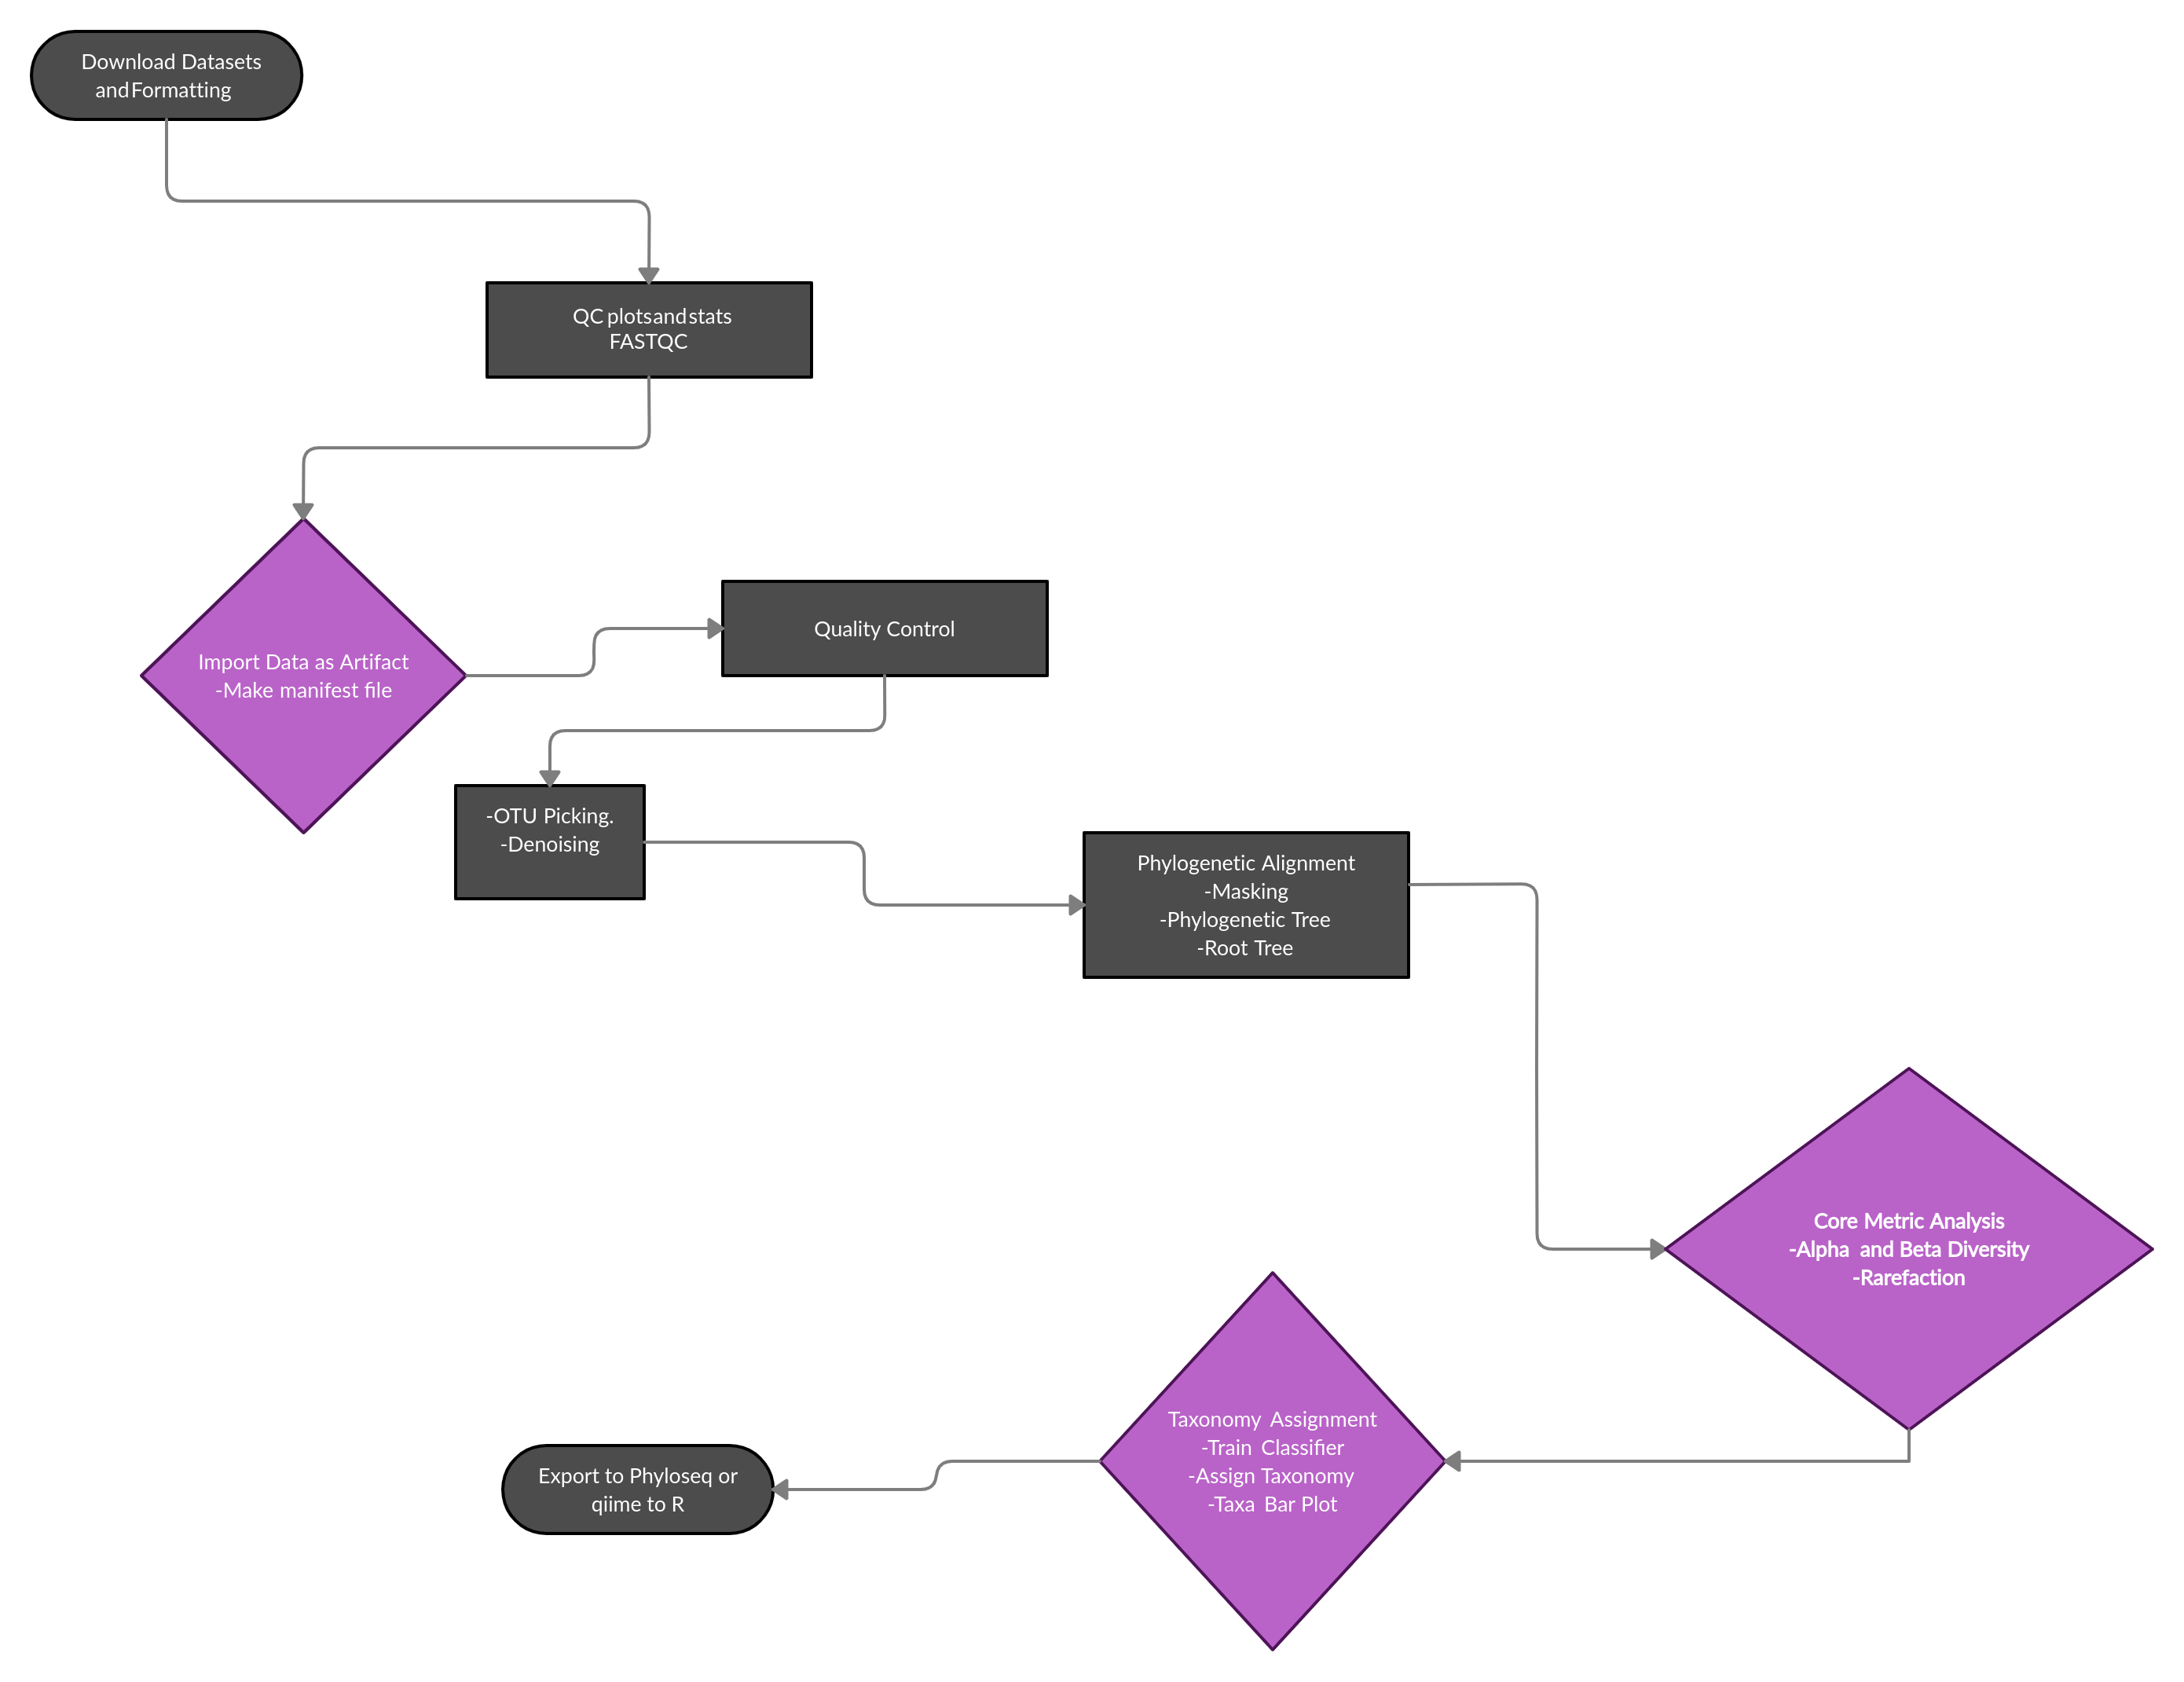 Download Datasets
and Formatting
QC plots and stats
FASTQC
Import Data as Artifact
-Make manifest file
Quality Control
-OTU Picking.
-Denoising
Phylogenetic Alignment
-Masking
-Phylogenetic Tree
-Root Tree
Core Metric Analysis
-Alpha and Beta Diversity
-Rarefaction
Taxonomy Assignment
-Train Classifier
-Assign Taxonomy
-Taxa Bar Plot
Export to Phyloseq or
qiime to R